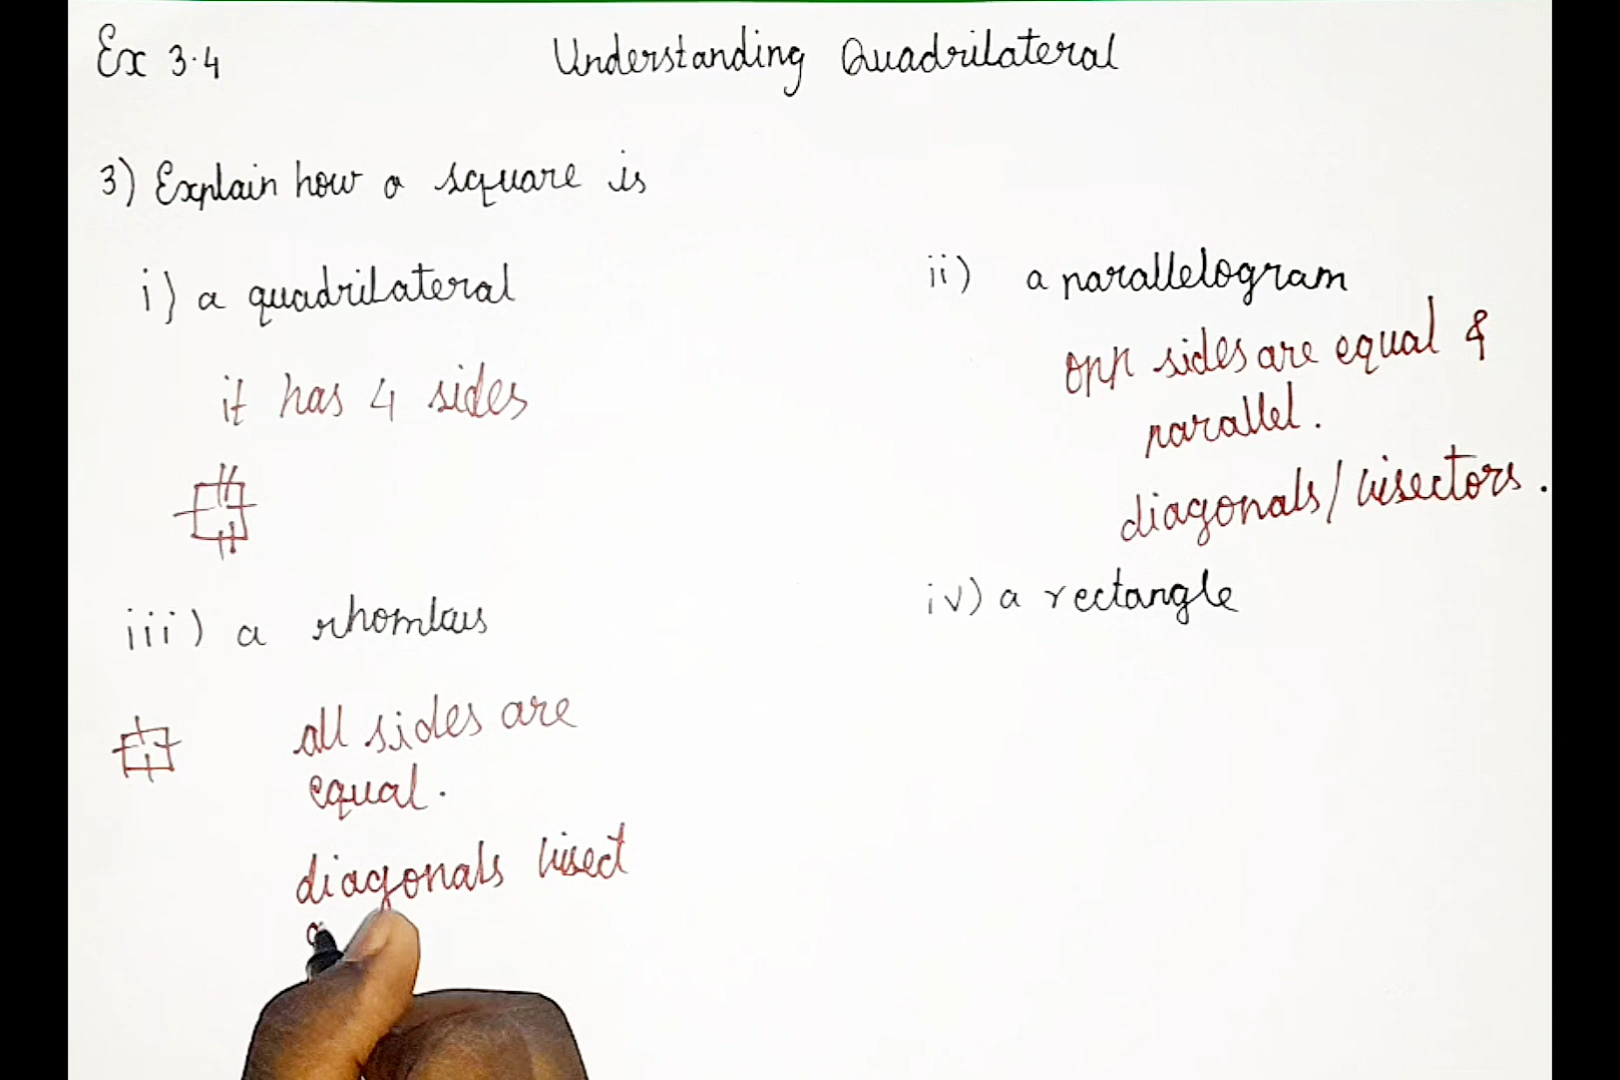 Ex 3.4
Understanding Quadrilateral
3) Explain how a square is
i) a quadrilateral
it has 4 sides
ii) a parallelogram
opp sides are equal &
parallel.
diagonals/bisectors.
iii) a rhombus
all sides are
equal.
diagonals bisect
a
iv) a rectangle